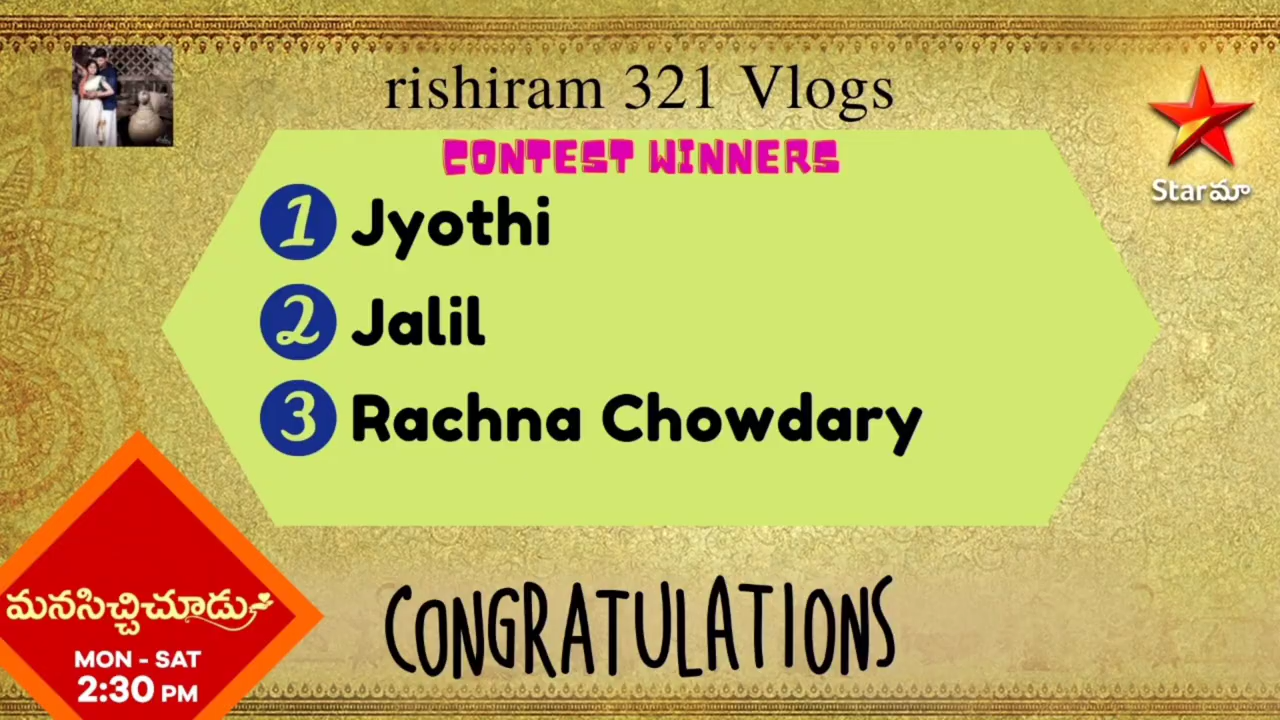 rishiram 321 Vlogs
CONTEST WINNERS
1 Jyothi
2 Jalil
3 Rachna Chowdary
Star మా
మనసిచ్చిచూడు
MON - SAT
2:30 PM
CONGRATULATIONS